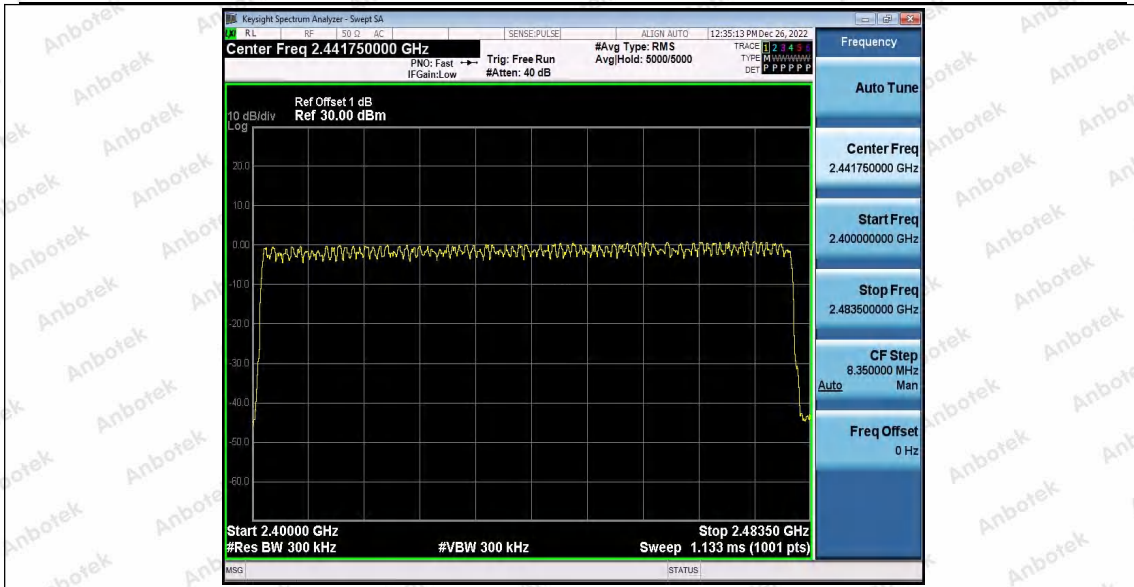 Keysight Spectrum Analyzer - Swept SA
RL RF 50 Ω AC SENSE:PULSE ALIGN AUTO 12:35:13 PM Dec 26, 2022
Center Freq 2.441750000 GHz
PNO: Fast
IFGain:Low
Trig: Free Run
#Atten: 40 dB
#Avg Type: RMS
Avg|Hold: 5000/5000
TRACE 1 2 3 4 5 6
TYPE M W W W W W
DET P P P P P P
Ref Offset 1 dB
10 dB/div Ref 30.00 dBm
Log
20.0
10.0
0.00
-10.0
-20.0
-30.0
-40.0
-50.0
-60.0
Start 2.40000 GHz Stop 2.48350 GHz
#Res BW 300 kHz #VBW 300 kHz Sweep 1.133 ms (1001 pts)
MSG STATUS
Frequency
Auto Tune
Center Freq
2.441750000 GHz
Start Freq
2.400000000 GHz
Stop Freq
2.483500000 GHz
CF Step
8.350000 MHz
Auto Man
Freq Offset
0 Hz
Anbotek